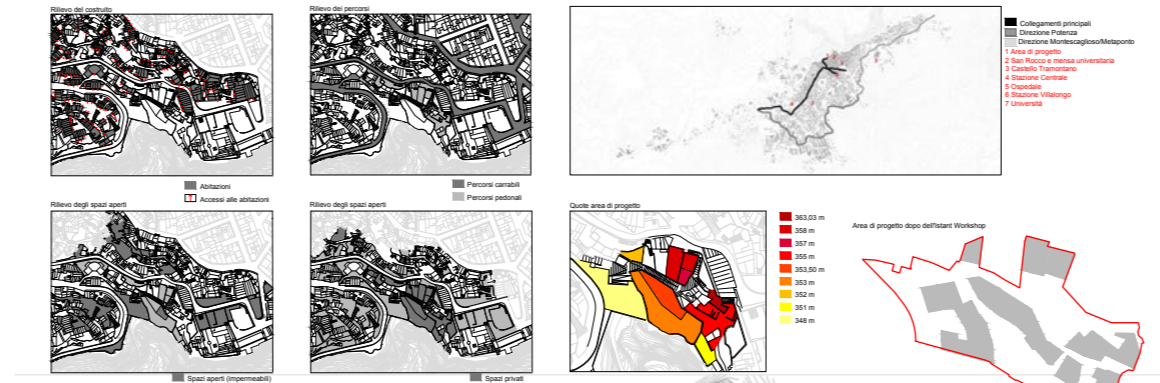 Rilievo del costruito
Abitazioni
Accessi alle abitazioni
Rilievo dei percorsi
Percorsi carrabili
Percorsi pedonali
Collegamenti principali
Direzione Potenza
Direzione Montescaglioso/Metaponto
1 Area di progetto
2 San Rocco e mensa universitaria
3 Castello Tramontano
4 Stazione Centrale
5 Ospedale
6 Stazione Villalongo
7 Università
Rilievo degli spazi aperti
Spazi aperti (impermeabili)
Rilievo degli spazi aperti
Spazi privati
Quote area di progetto
363,03 m
358 m
357 m
355 m
353,50 m
353 m
352 m
351 m
348 m
Area di progetto dopo dell'Istant Workshop